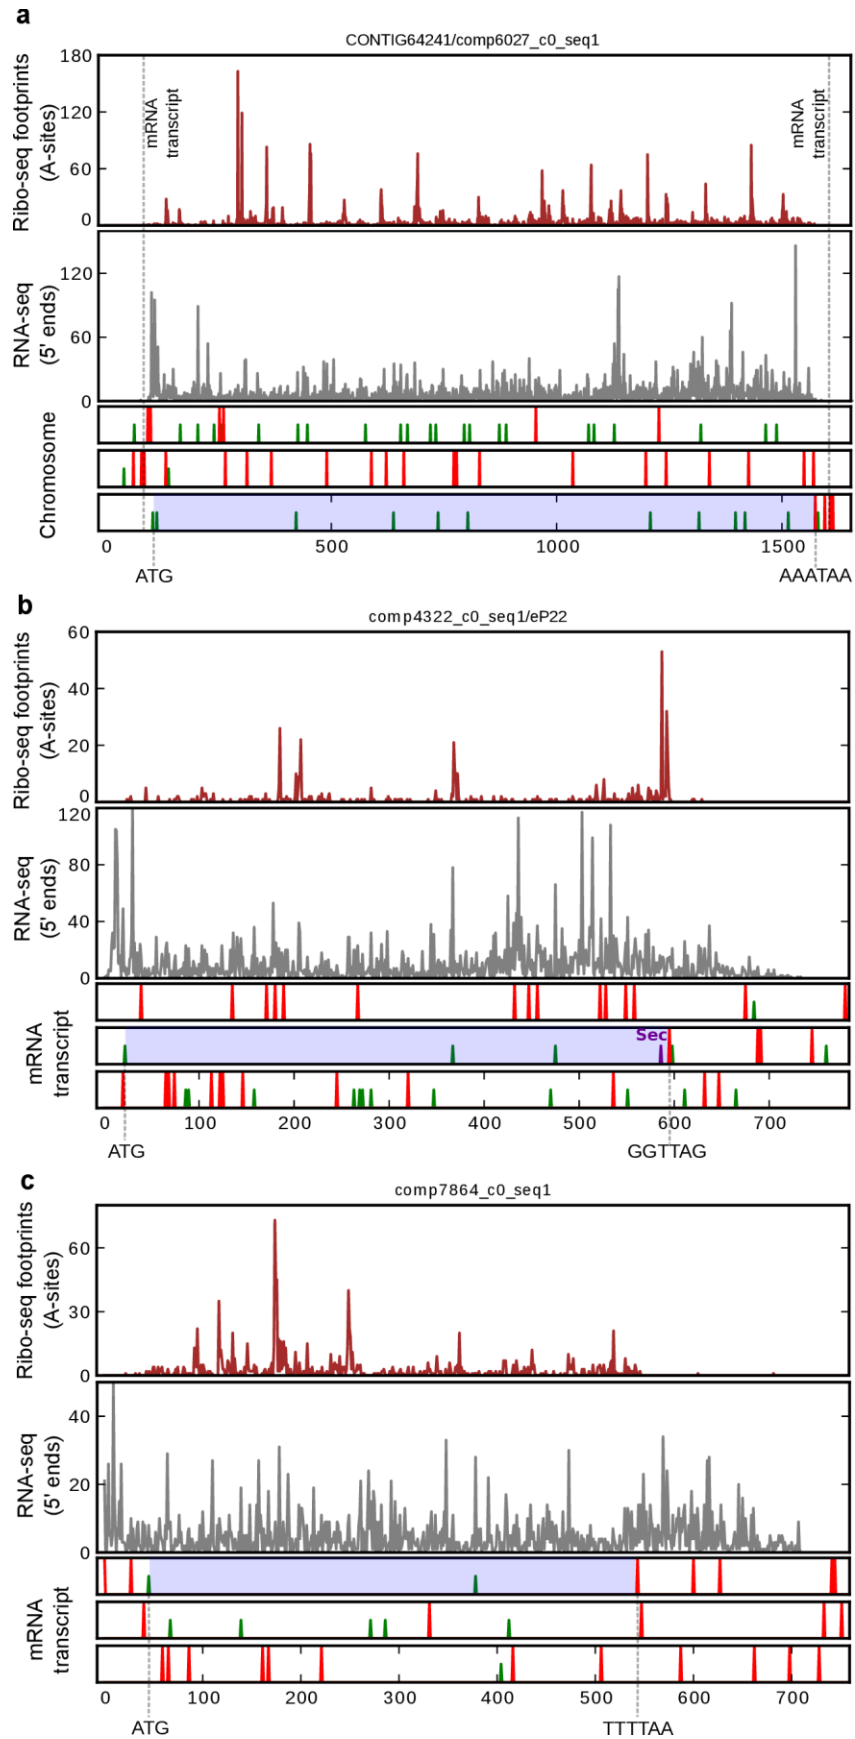 a
CONTIG64241/comp6027_c0_seq1
Ribo-seq footprints
(A-sites)
180
120
60
0
mRNA
transcript
mRNA
transcript
RNA-seq
(5' ends)
120
60
0
Chromosome
0 500 1000 1500
ATG AAATAA
b
comp4322_c0_seq1/eP22
Ribo-seq footprints
(A-sites)
60
40
20
0
RNA-seq
(5' ends)
120
80
40
0
mRNA
transcript
Sec
0 100 200 300 400 500 600 700
ATG GGTTAG
c
comp7864_c0_seq1
Ribo-seq footprints
(A-sites)
60
30
0
RNA-seq
(5' ends)
40
20
0
mRNA
transcript
0 100 200 300 400 500 600 700
ATG TTTTAA